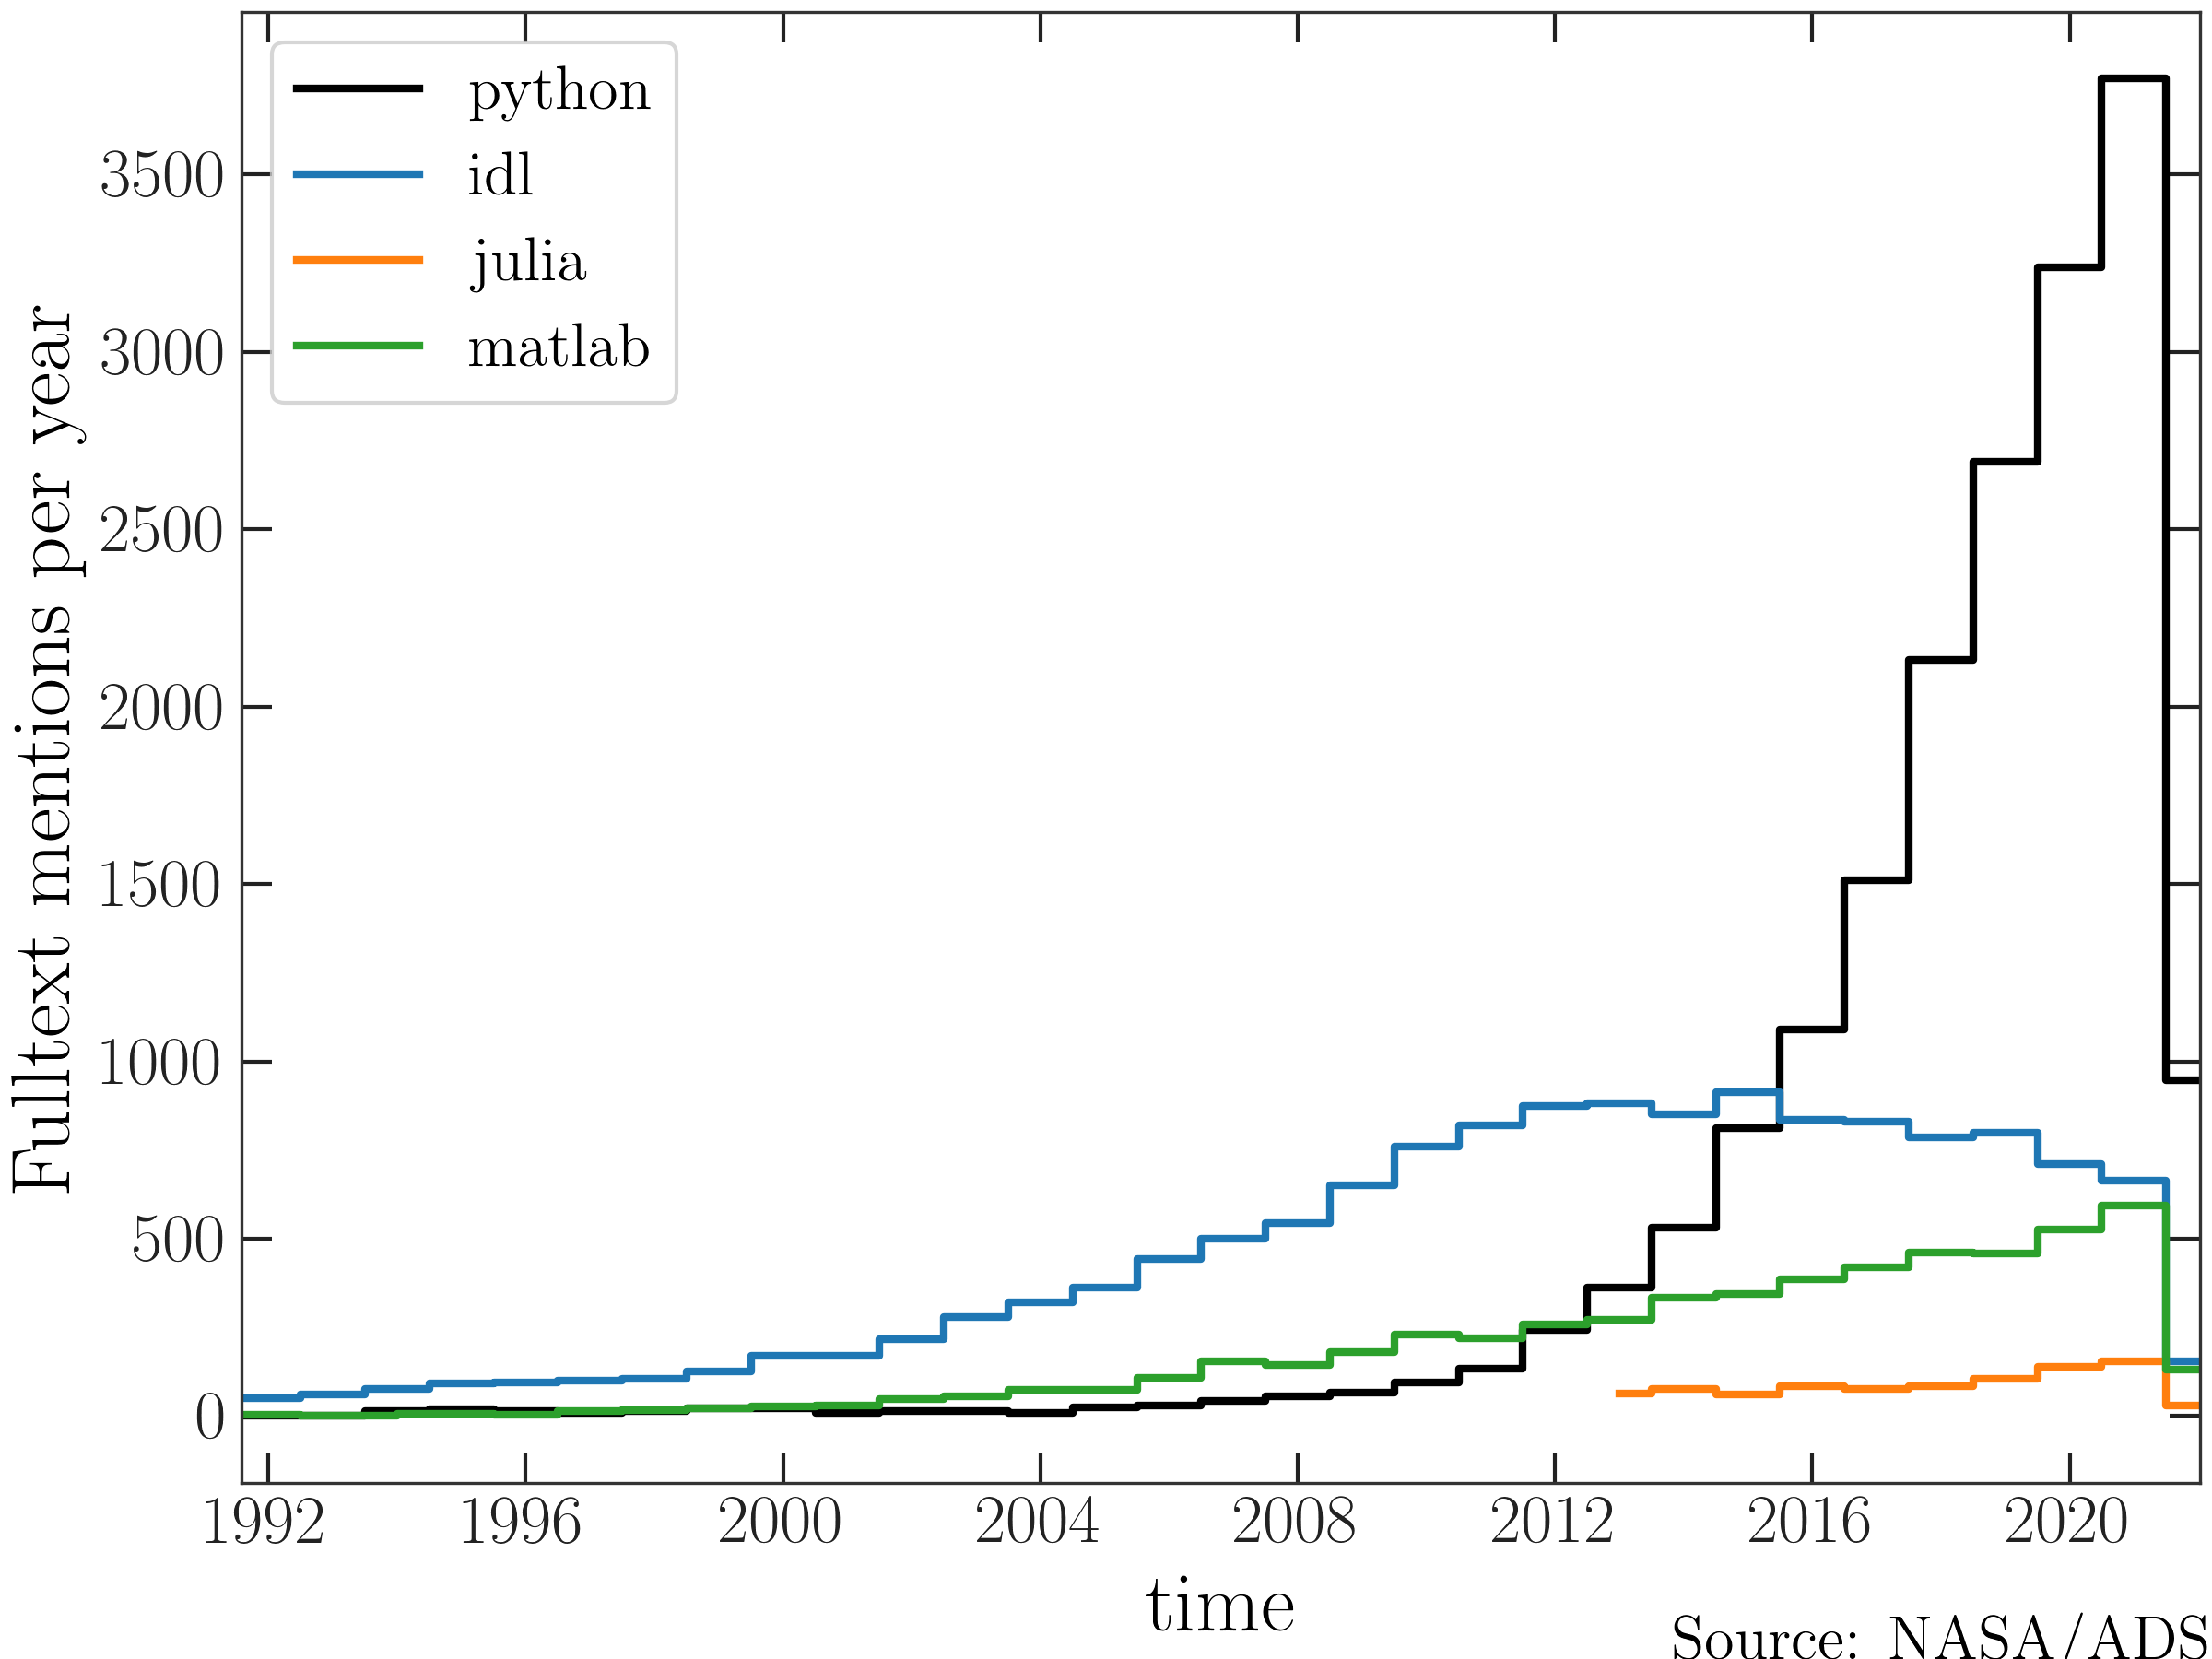 python
idl
julia
matlab
3500
3000
2500
2000
1500
1000
500
0
Fulltext mentions per year
1992 1996 2000 2004 2008 2012 2016 2020
time
Source: NASA/ADS